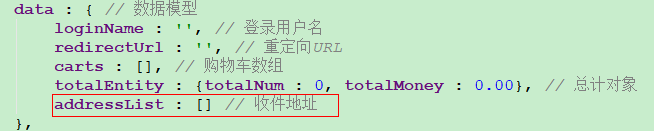 data : { // 数据模型
loginName : '', // 登录用户名
redirectUrl : '', // 重定向URL
carts : [], // 购物车数组
totalEntity : {totalNum : 0, totalMoney : 0.00}, // 总计对象
addressList : [] // 收件地址
},